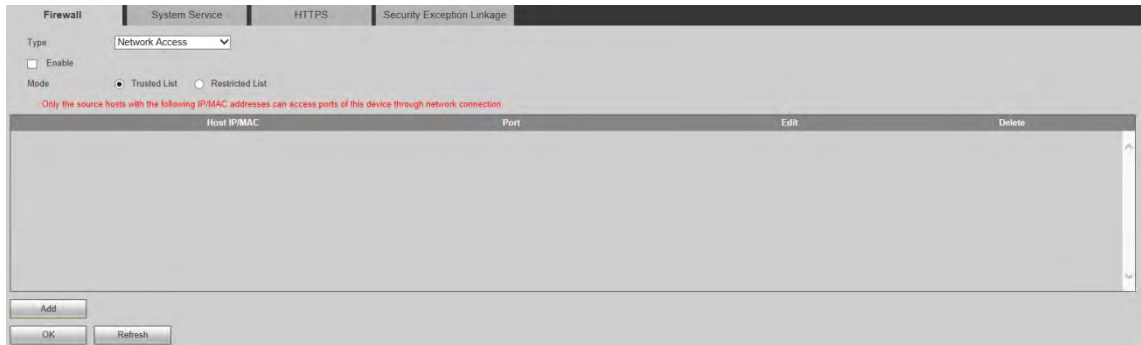 Firewall System Service HTTPS Security Exception Linkage
Type Network Access
Enable
Mode Trusted List Restricted List
Only the source hosts with the following IP/MAC addresses can access ports of this device through network connection.
Host IP/MAC Port Edit Delete
Add
OK Refresh